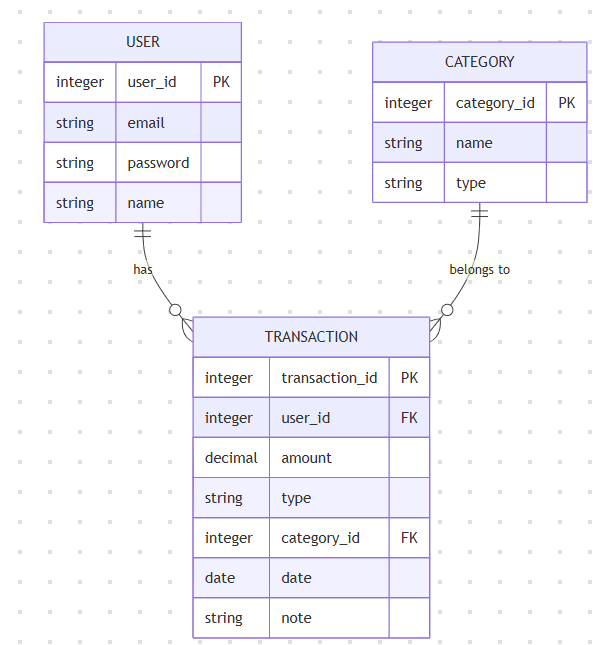 USER
integer user_id PK
string email
string password
string name
CATEGORY
integer category_id PK
string name
string type
has
belongs to
TRANSACTION
integer transaction_id PK
integer user_id FK
decimal amount
string type
integer category_id FK
date date
string note